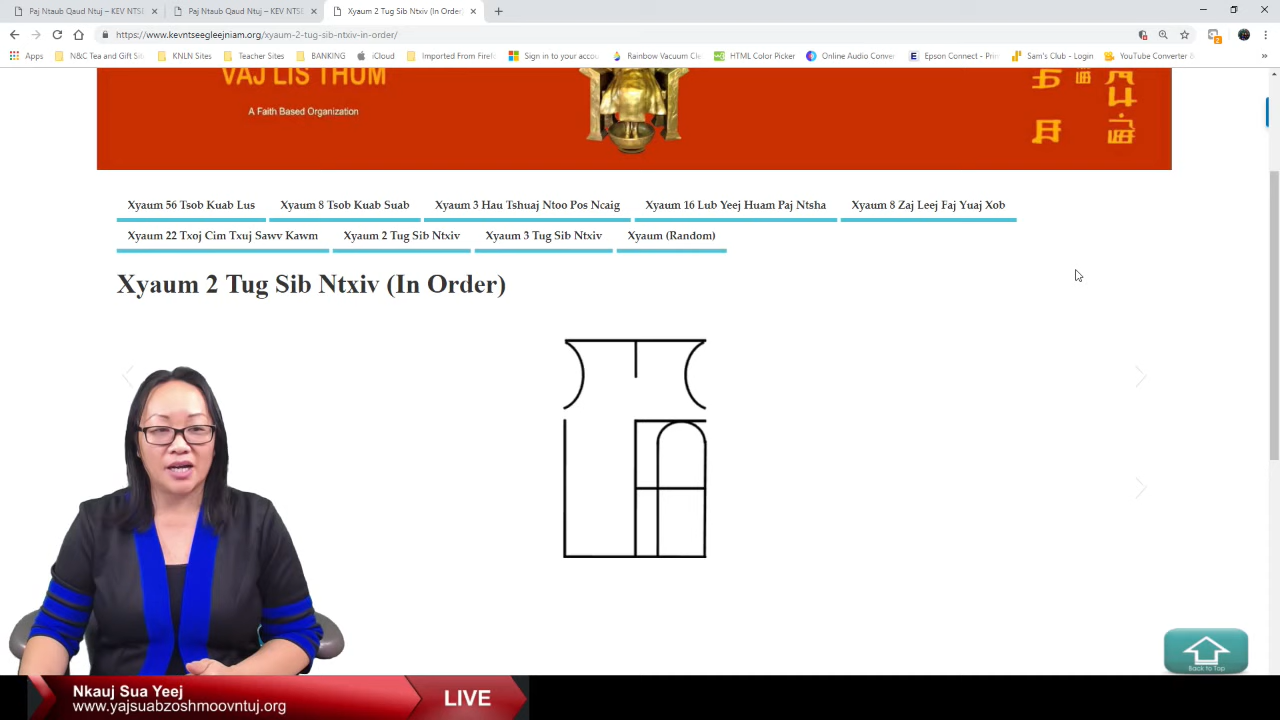 Paj Ntaub Qaud Ntuj – KEV NTSE
Paj Ntaub Qaud Ntuj – KEV NTSE
Xyaum 2 Tug Sib Ntxiv (In Order)
https://www.kevntseegleejniam.org/xyaum-2-tug-sib-ntxiv-in-order/
Apps
N&C Tea and Gift Sit
KNLN Sites
Teacher Sites
BANKING
iCloud
Imported From Firefo
Sign in to your accou
Rainbow Vacuum Cle
HTML Color Picker
Online Audio Conver
Epson Connect - Prin
Sam's Club - Login
YouTube Converter &
VAJ LIS THUM
A Faith Based Organization
Xyaum 56 Tsob Kuab Lus
Xyaum 8 Tsob Kuab Suab
Xyaum 3 Hau Tshuaj Ntoo Pos Ncaig
Xyaum 16 Lub Yeej Huam Paj Ntsha
Xyaum 8 Zaj Leej Faj Yuaj Xob
Xyaum 22 Txoj Cim Txuj Sawv Kawm
Xyaum 2 Tug Sib Ntxiv
Xyaum 3 Tug Sib Ntxiv
Xyaum (Random)
Xyaum 2 Tug Sib Ntxiv (In Order)
Back to Top
Nkauj Sua Yeej
www.yajsuabzoshmoovntuj.org
LIVE